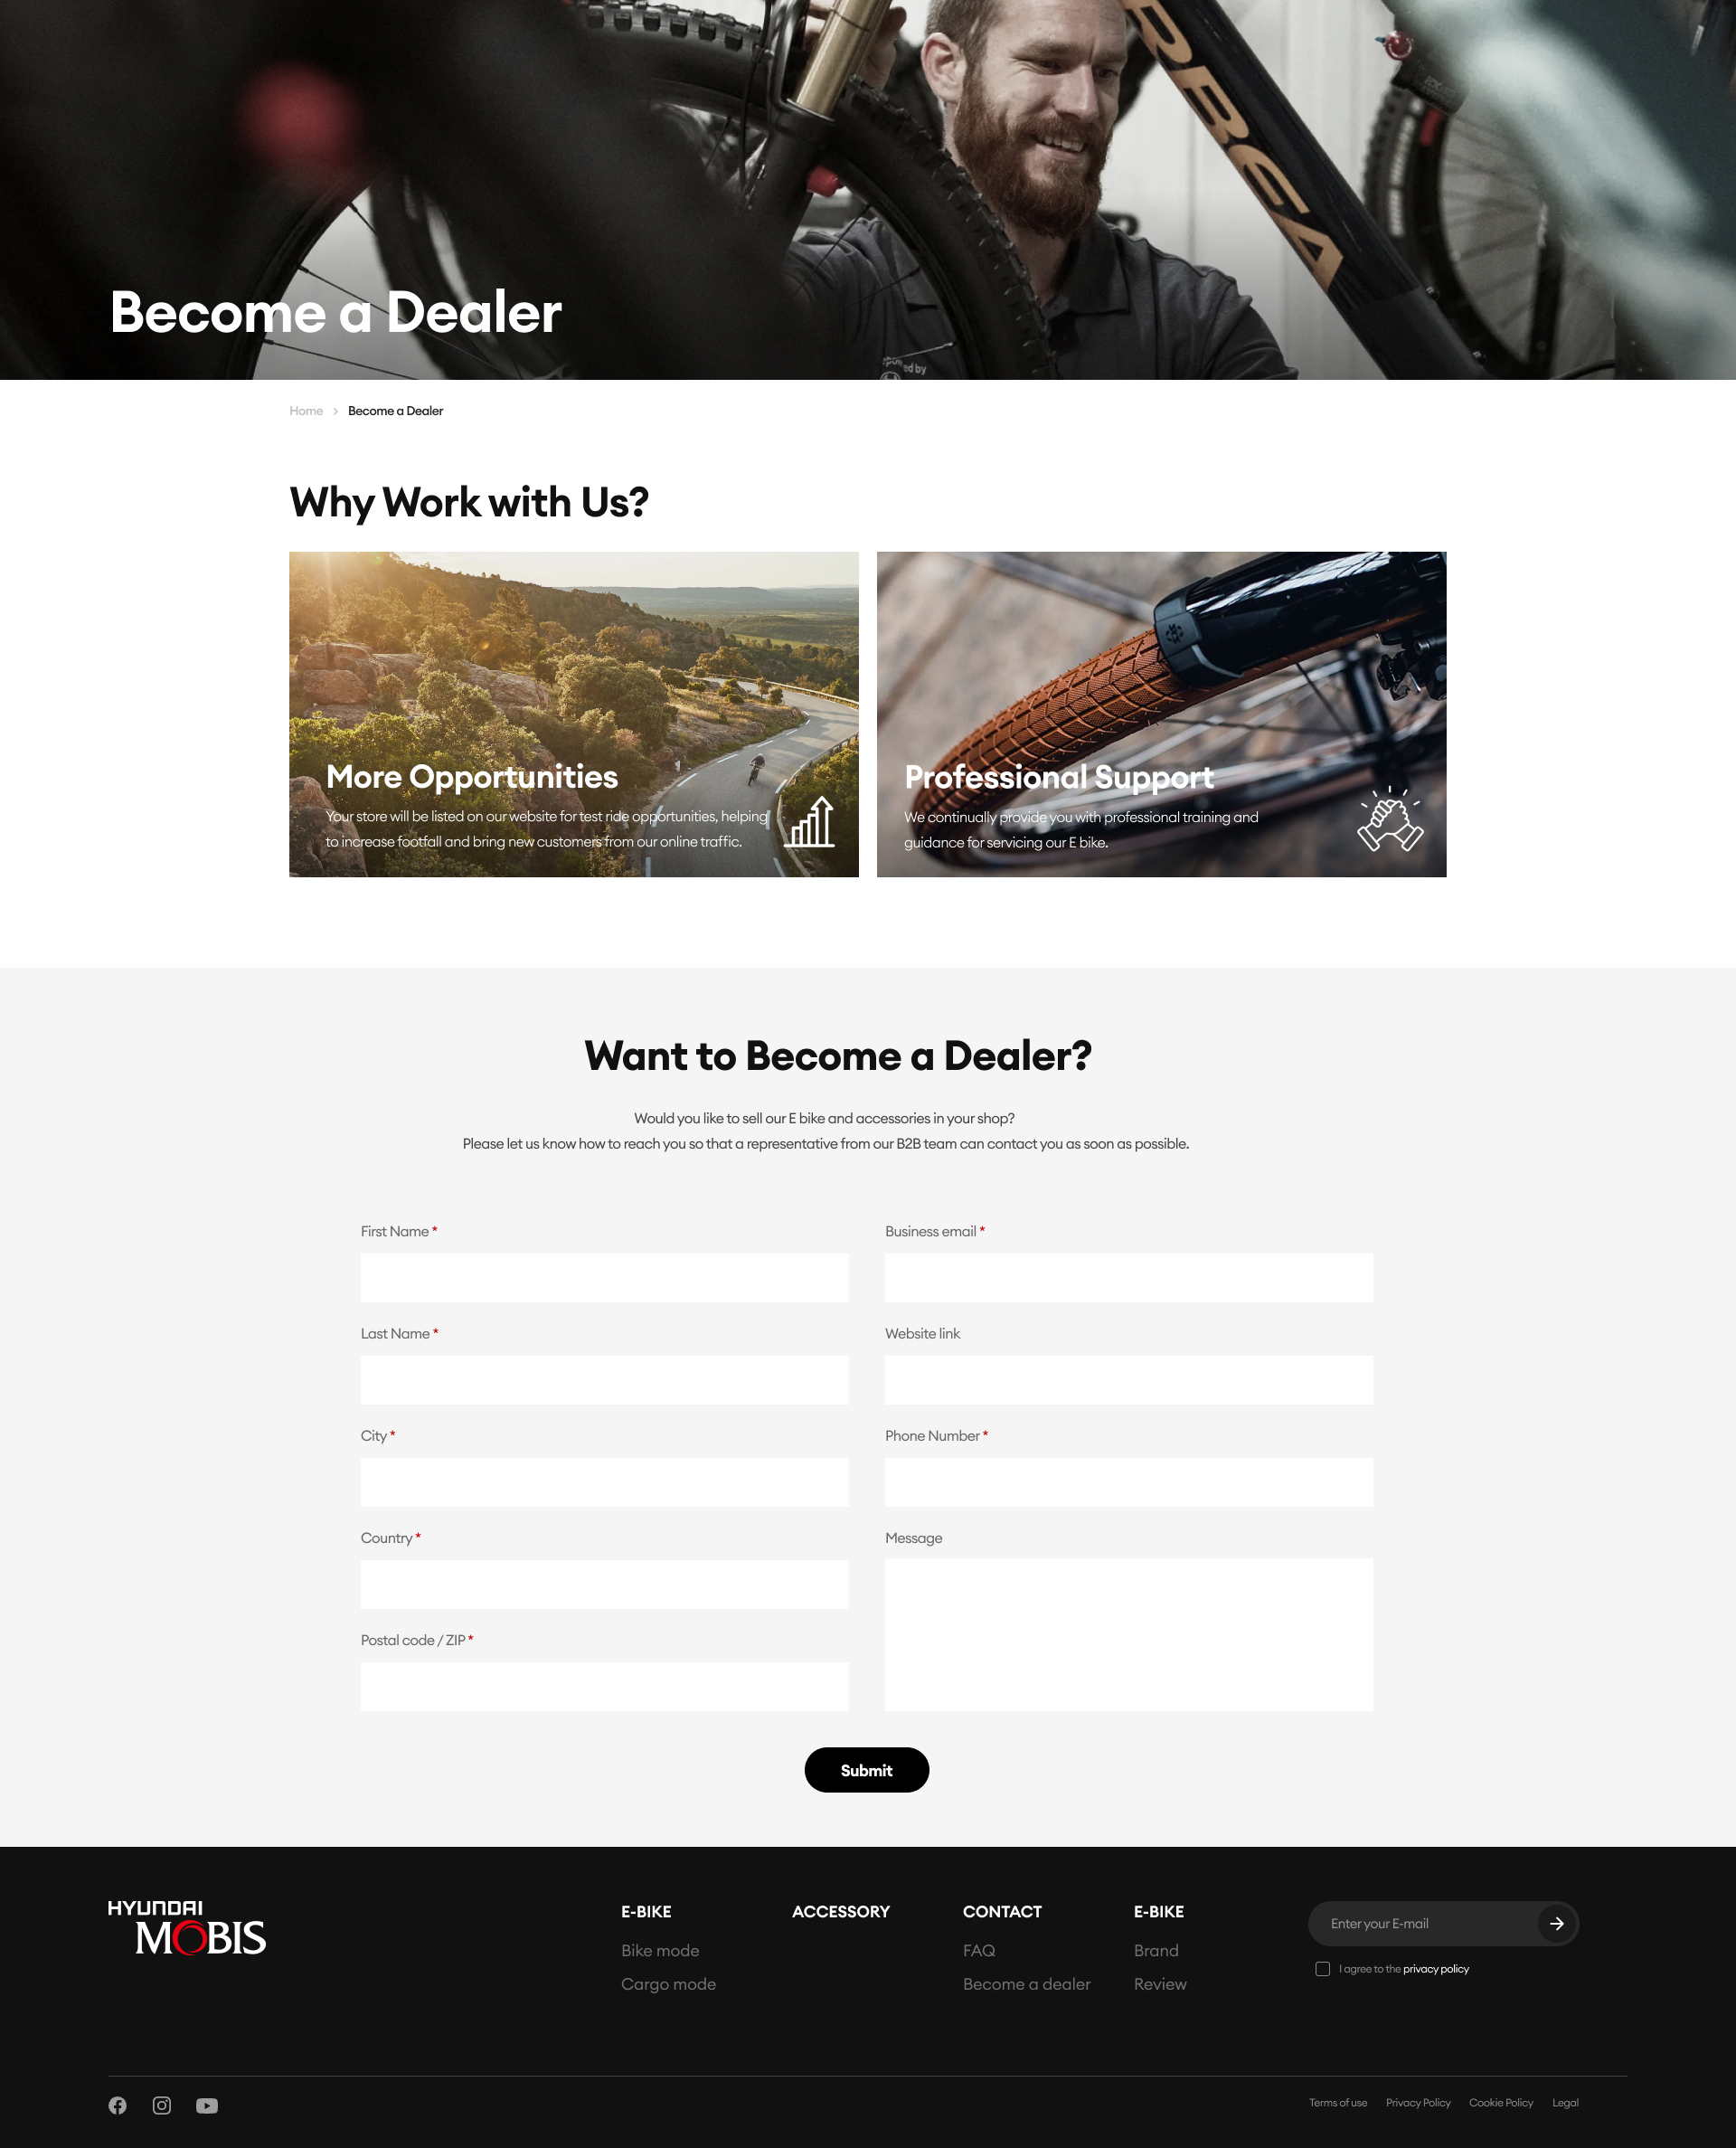 ORBEA
powered by
Become a Dealer
Home > Become a Dealer
Why Work with Us?
More Opportunities
Your store will be listed on our website for test ride opportunities, helping
to increase footfall and bring new customers from our online traffic.
Professional Support
We continually provide you with professional training and
guidance for servicing our E bike.
Want to Become a Dealer?
Would you like to sell our E bike and accessories in your shop?
Please let us know how to reach you so that a representative from our B2B team can contact you as soon as possible.
First Name *
Business email *
Last Name *
Website link
City *
Phone Number *
Country *
Message
Postal code / ZIP *
Submit
HYUNDAI
MOBIS
E-BIKE
Bike mode
Cargo mode
ACCESSORY
CONTACT
FAQ
Become a dealer
E-BIKE
Brand
Review
Enter your E-mail
I agree to the privacy policy
Terms of use
Privacy Policy
Cookie Policy
Legal